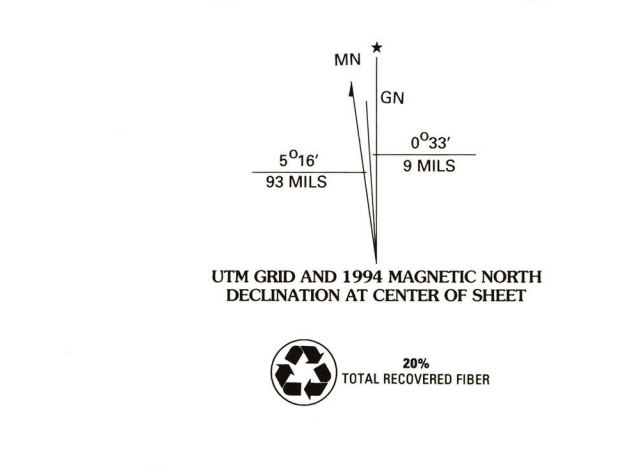 ★
MN
GN
0°33′
9 MILS
5°16′
93 MILS
UTM GRID AND 1994 MAGNETIC NORTH
DECLINATION AT CENTER OF SHEET
20%
TOTAL RECOVERED FIBER